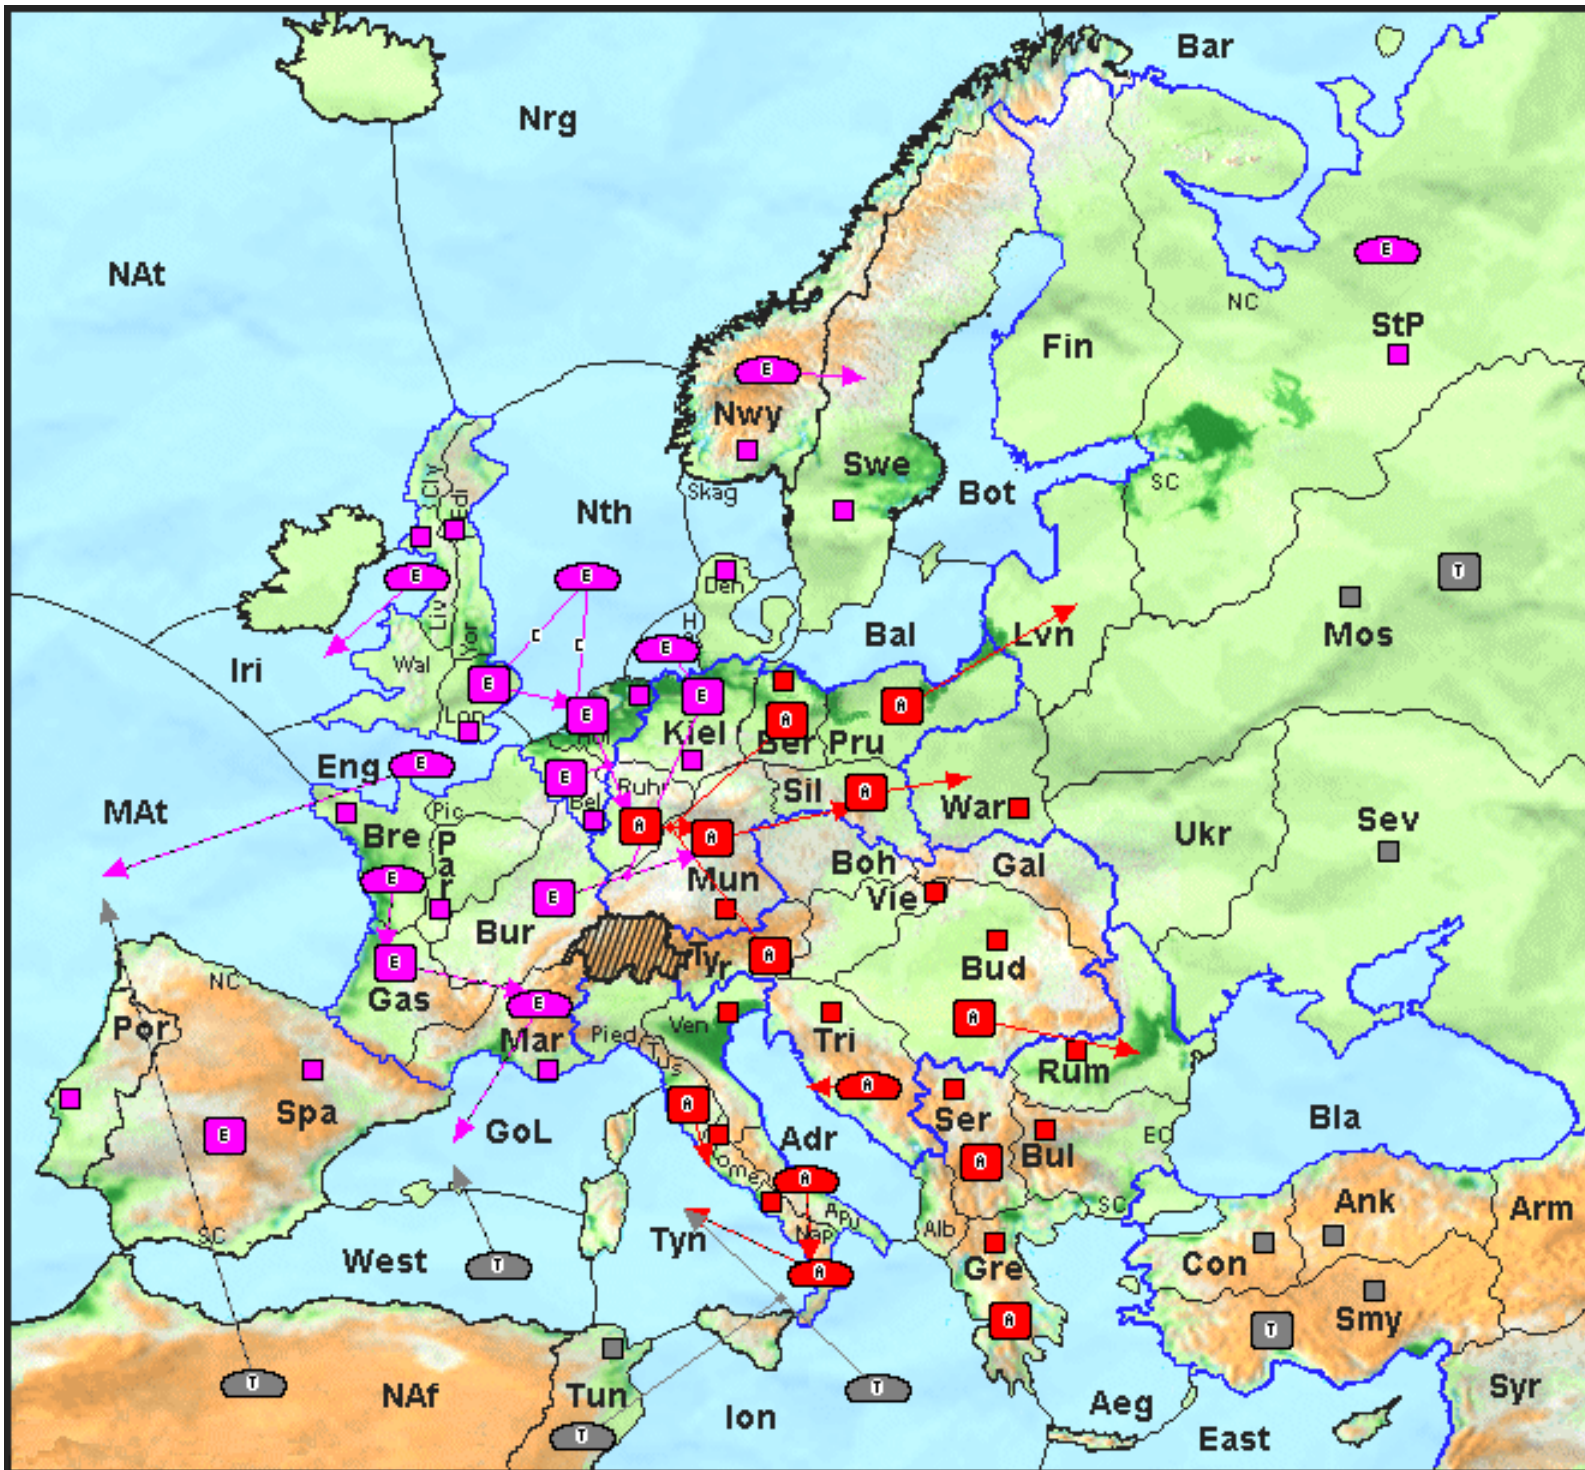 Bar
Nrg
E
NAt
NC
StP
Fin
E
Nwy
Swe
Cly
Edi
Skag
Bot
SC
Nth
E
E
T
Den
C
C
H
Liv
Yor
Bal
Lvn
Mos
Iri
Wal
E
E
E
E
A
Lon
Hol
Kiel
Ber
Pru
A
Eng
E
E
Ruhr
Sil
A
MAt
Pic
Bel
War
Bre
Par
A
A
Boh
Gal
Ukr
Sev
E
Mun
Vie
E
Bur
Tyr
A
Bud
E
NC
Gas
E
A
Por
Mar
Pied
Ven
Tri
Tus
Rum
A
Spa
GoL
A
Ser
E
Adr
Bul
EC
Bla
A
Rome
A
SC
Ank
Arm
Apu
Nap
Alb
SC
Tyn
West
T
A
Gre
Con
Smy
A
T
T
NAf
Tun
T
Ion
Aeg
Syr
T
East